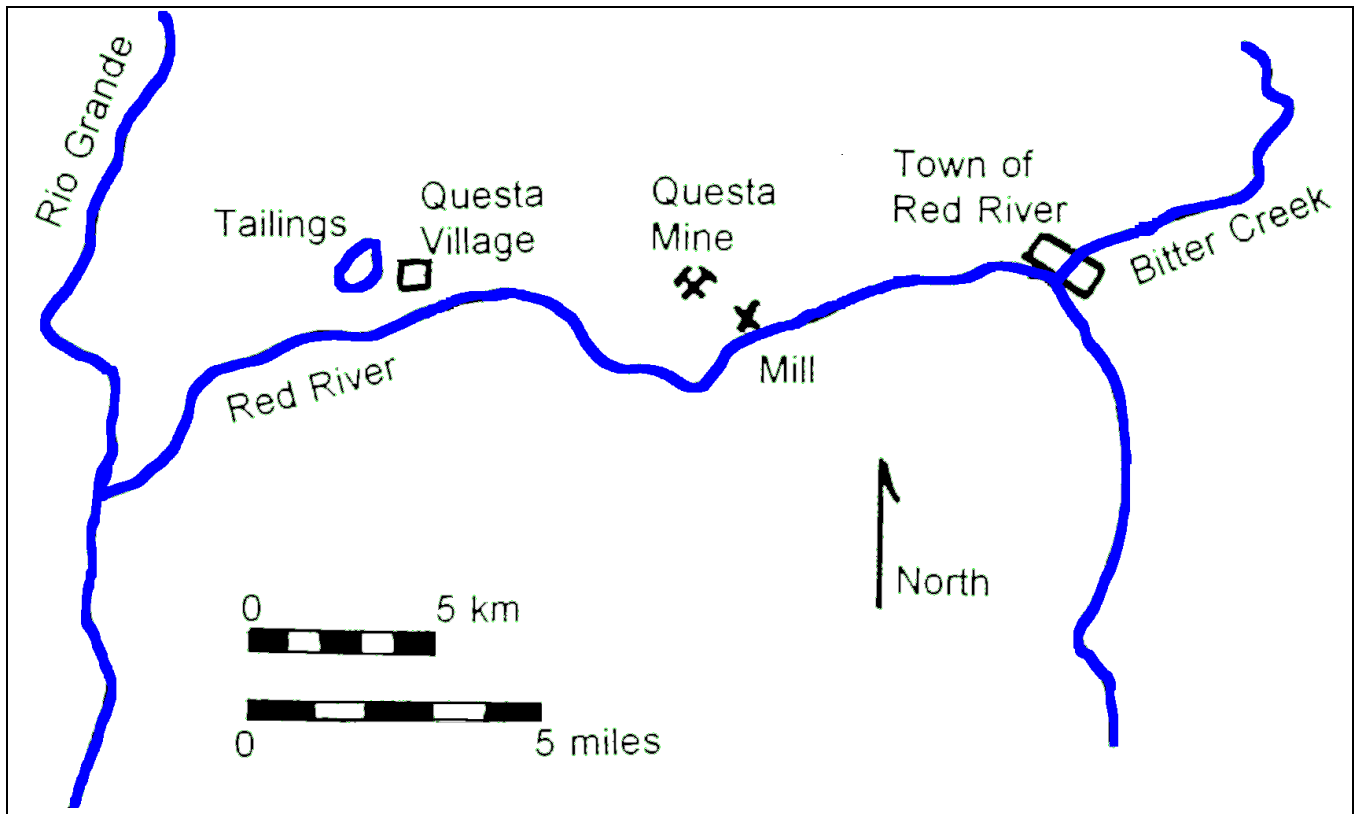 Rio Grande
Tailings
Questa
Village
Questa
Mine
Town of
Red River
Bitter Creek
Red River
Mill
North
0 5 km
0 5 miles